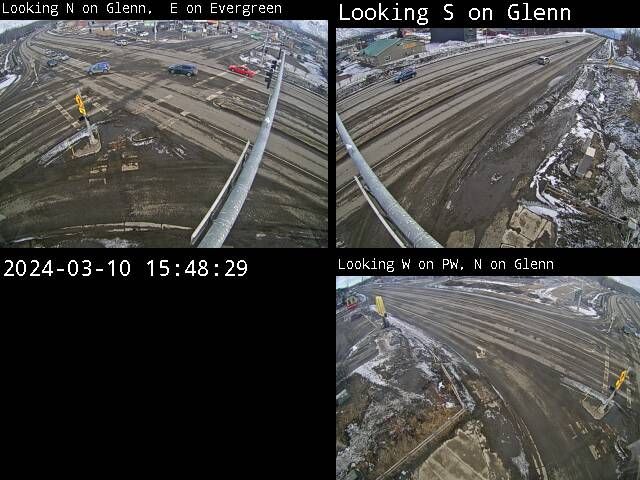 Looking N on Glenn,  E on Evergreen
Looking S on Glenn
2024-03-10 15:48:29
Looking W on PW, N on Glenn